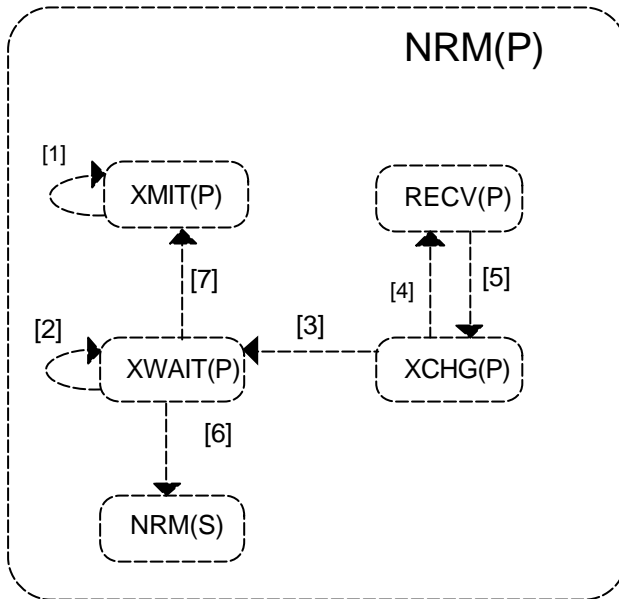 NRM(P)
[1]
XMIT(P)
RECV(P)
[7]
[4]
[5]
[2]
[3]
XWAIT(P)
XCHG(P)
[6]
NRM(S)